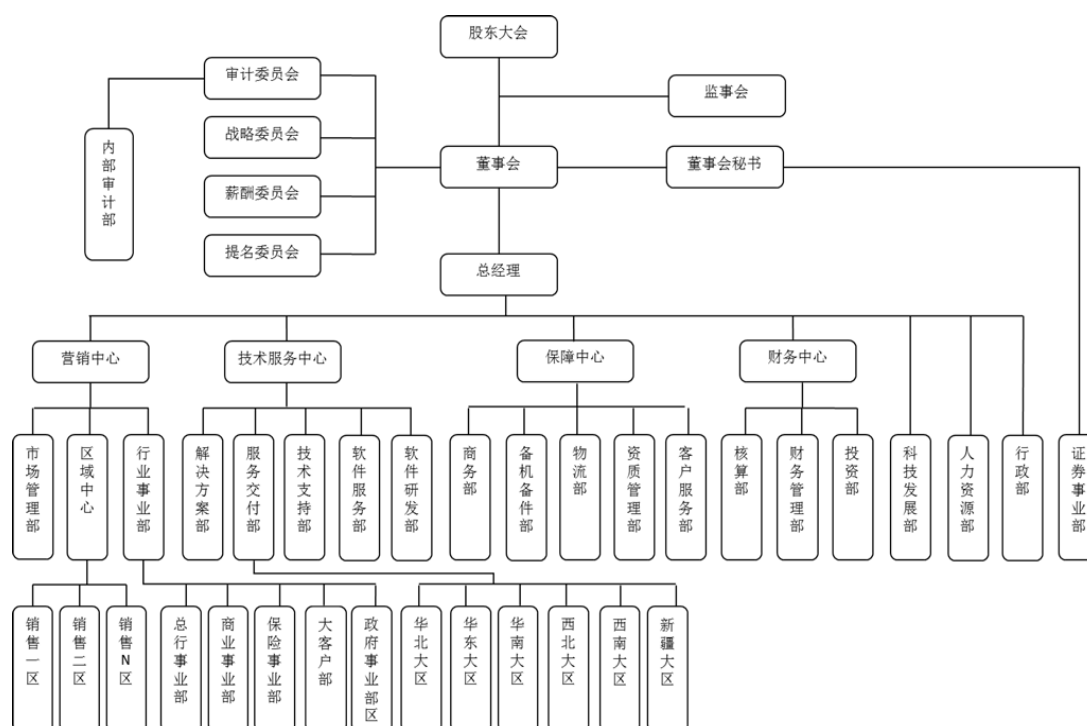 股东大会
审计委员会
监事会
战略委员会
内部审计部
董事会
董事会秘书
薪酬委员会
提名委员会
总经理
营销中心
技术服务中心
保障中心
财务中心
市场管理部
区域中心
行业事业部
解决方案部
服务交付部
技术支持部
软件服务部
软件研发部
商务部
备机备件部
物流部
资质管理部
客户服务部
核算部
财务管理部
投资部
科技发展部
人力资源部
行政部
证券事业部
销售一区
销售二区
销售N区
总行事业部
商业事业部
保险事业部
大客户部
政府事业部区
华北大区
华东大区
华南大区
西北大区
西南大区
新疆大区